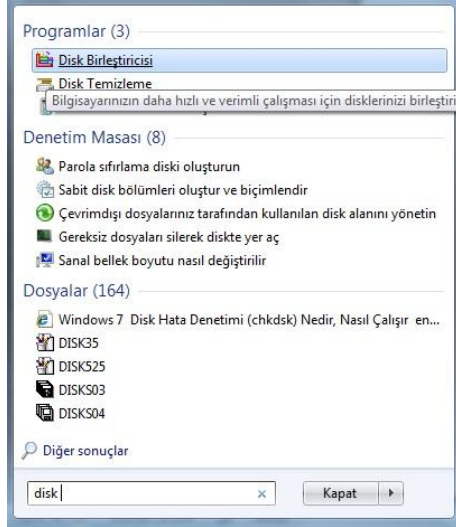 Programlar (3)
Disk Birleştiricisi
Disk Temizleme
Bilgisayarınızın daha hızlı ve verimli çalışması için disklerinizi birleştiri
Denetim Masası (8)
Parola sıfırlama diski oluşturun
Sabit disk bölümleri oluştur ve biçimlendir
Çevrimdışı dosyalarınız tarafından kullanılan disk alanını yönetin
Gereksiz dosyaları silerek diskte yer aç
Sanal bellek boyutu nasıl değiştirilir
Dosyalar (164)
Windows 7 Disk Hata Denetimi (chkdsk) Nedir, Nasıl Çalışır en...
DISK35
DISK525
DISKS03
DISKS04
Diğer sonuçlar
disk
Kapat